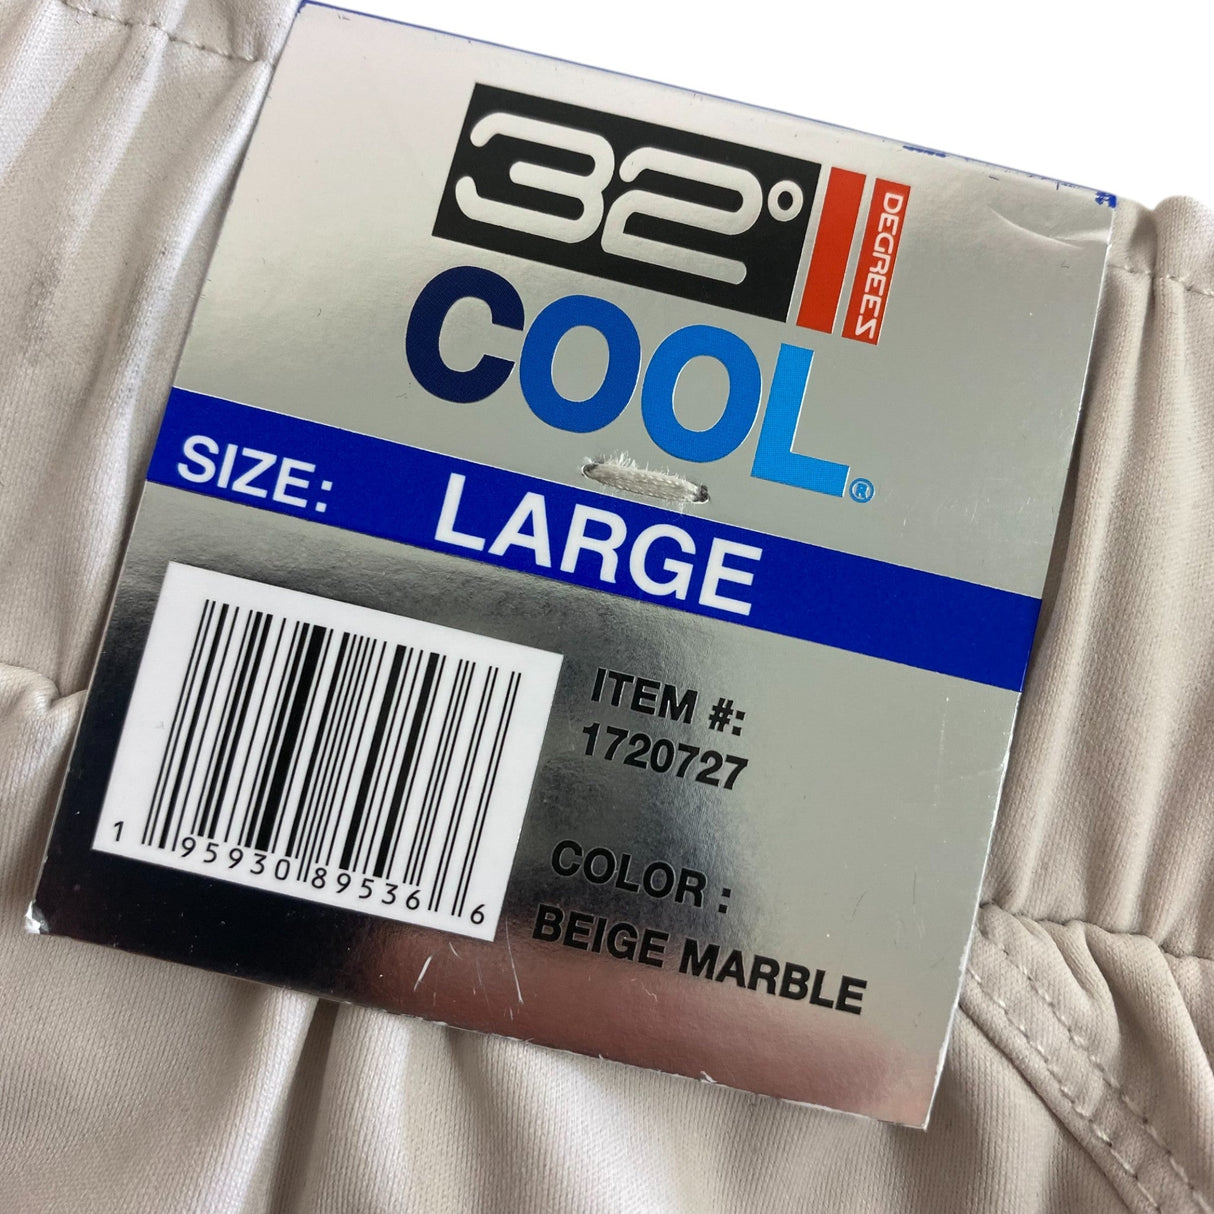 32°
DEGREES
COOL®
SIZE: LARGE
ITEM #:
1720727
COLOR :
BEIGE MARBLE
1 95930 89536 6